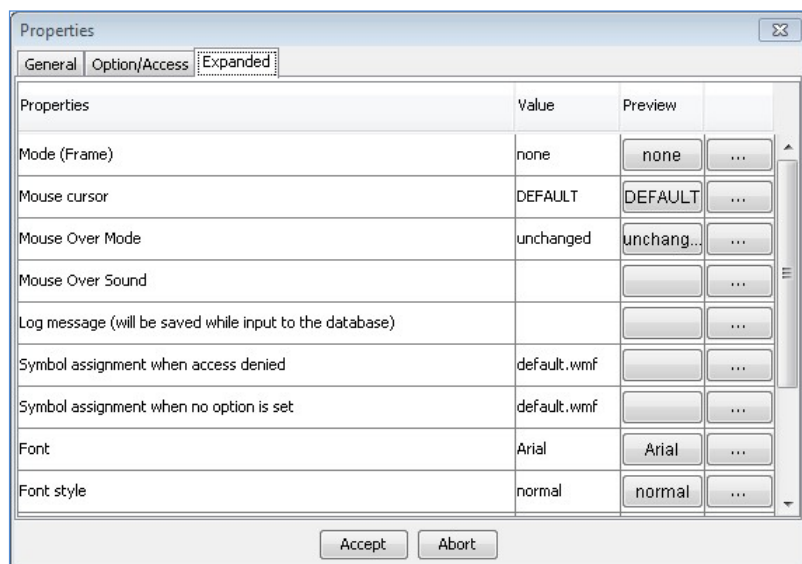 Properties
General Option/Access Expanded
Properties Value Preview
Mode (Frame) none none ...
Mouse cursor DEFAULT DEFAULT ...
Mouse Over Mode unchanged unchang... ...
Mouse Over Sound ...
Log message (will be saved while input to the database) ...
Symbol assignment when access denied default.wmf ...
Symbol assignment when no option is set default.wmf ...
Font Arial Arial ...
Font style normal normal ...
Accept Abort